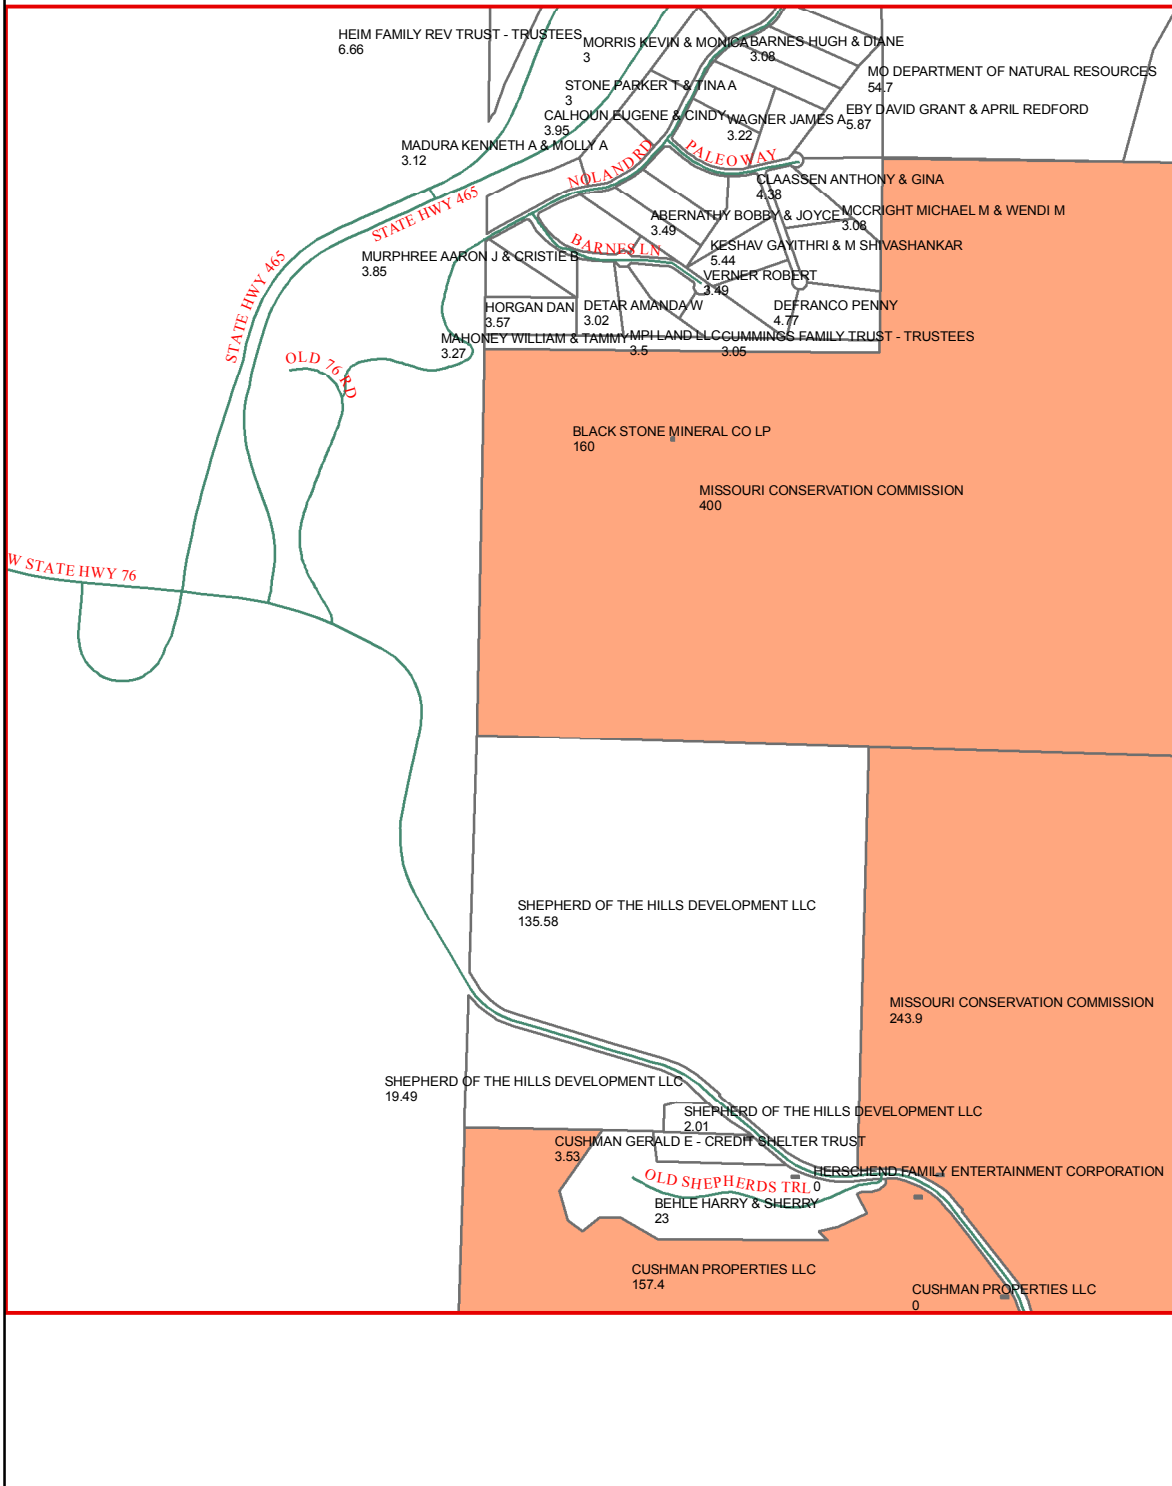 HEIM FAMILY REV TRUST - TRUSTEES
6.66
MORRIS KEVIN & MONICA
3
BARNES HUGH & DIANE
3.08
MO DEPARTMENT OF NATURAL RESOURCES
54.7
STONE PARKER T & TINA A
3
EBY DAVID GRANT & APRIL REDFORD
5.87
CALHOUN EUGENE & CINDY
3.95
WAGNER JAMES A
3.22
MADURA KENNETH A & MOLLY A
3.12
NOLAND RD
PALEO WAY
CLAASSEN ANTHONY & GINA
4.38
STATE HWY 465
ABERNATHY BOBBY & JOYCE
3.49
MCCRIGHT MICHAEL M & WENDI M
3.08
BARNES LN
KESHAV GAYITHRI & M SHIVASHANKAR
5.44
MURPHREE AARON J & CRISTIE B
3.85
VERNER ROBERT
3.49
STATE HWY 465
HORGAN DAN
3.57
DETAR AMANDA W
3.02
DEFRANCO PENNY
4.77
MAHONEY WILLIAM & TAMMY
3.27
MPI LAND LLC
3.5
CUMMINGS FAMILY TRUST - TRUSTEES
3.05
OLD 76 RD
BLACK STONE MINERAL CO LP
160
MISSOURI CONSERVATION COMMISSION
400
W STATE HWY 76
SHEPHERD OF THE HILLS DEVELOPMENT LLC
135.58
MISSOURI CONSERVATION COMMISSION
243.9
SHEPHERD OF THE HILLS DEVELOPMENT LLC
19.49
SHEPHERD OF THE HILLS DEVELOPMENT LLC
2.01
CUSHMAN GERALD E - CREDIT SHELTER TRUST
3.53
HERSCHEND FAMILY ENTERTAINMENT CORPORATION
0
OLD SHEPHERDS TRL
BEHLE HARRY & SHERRY
23
CUSHMAN PROPERTIES LLC
157.4
CUSHMAN PROPERTIES LLC
0